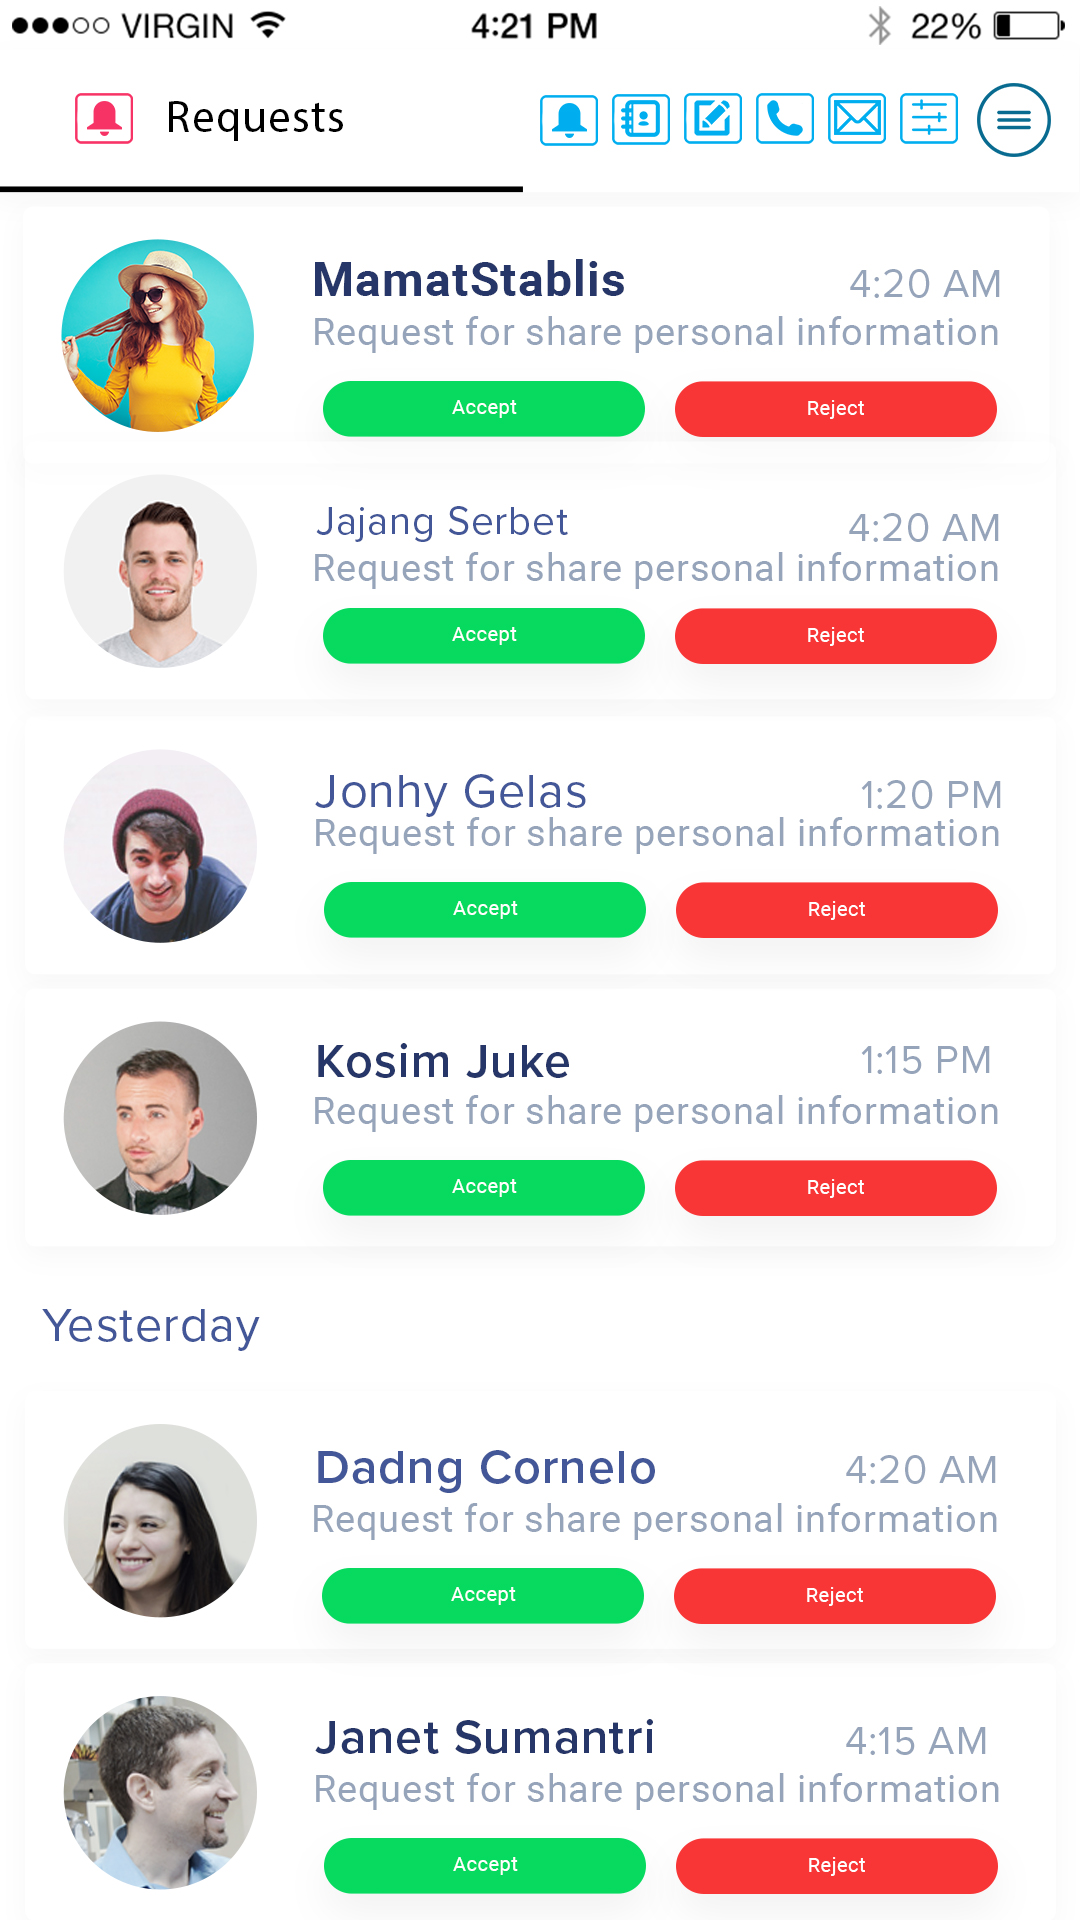 VIRGIN 4:21 PM 22%
Requests
MamatStablis 4:20 AM
Request for share personal information
Accept Reject
Jajang Serbet 4:20 AM
Request for share personal information
Accept Reject
Jonhy Gelas 1:20 PM
Request for share personal information
Accept Reject
Kosim Juke 1:15 PM
Request for share personal information
Accept Reject
Yesterday
Dadng Cornelo 4:20 AM
Request for share personal information
Accept Reject
Janet Sumantri 4:15 AM
Request for share personal information
Accept Reject